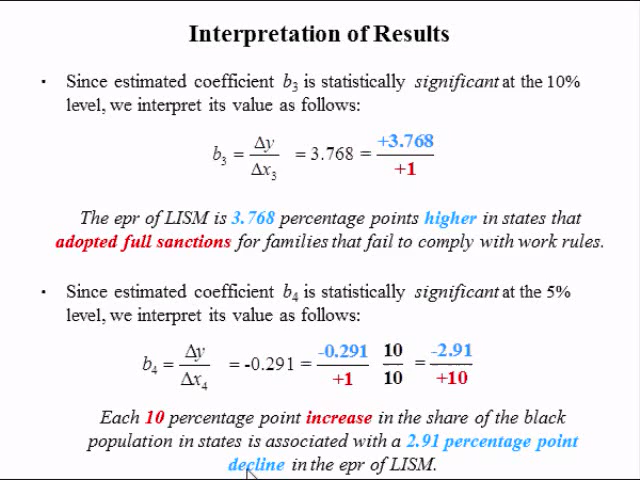 Interpretation of Results
• Since estimated coefficient b₃ is statistically significant at the 10%
level, we interpret its value as follows:
b₃ = Δy/Δx₃ = 3.768 = +3.768/+1
The epr of LISM is 3.768 percentage points higher in states that
adopted full sanctions for families that fail to comply with work rules.
• Since estimated coefficient b₄ is statistically significant at the 5%
level, we interpret its value as follows:
b₄ = Δy/Δx₄ = -0.291 = -0.291/+1 10/10 = -2.91/+10
Each 10 percentage point increase in the share of the black
population in states is associated with a 2.91 percentage point
decline in the epr of LISM.